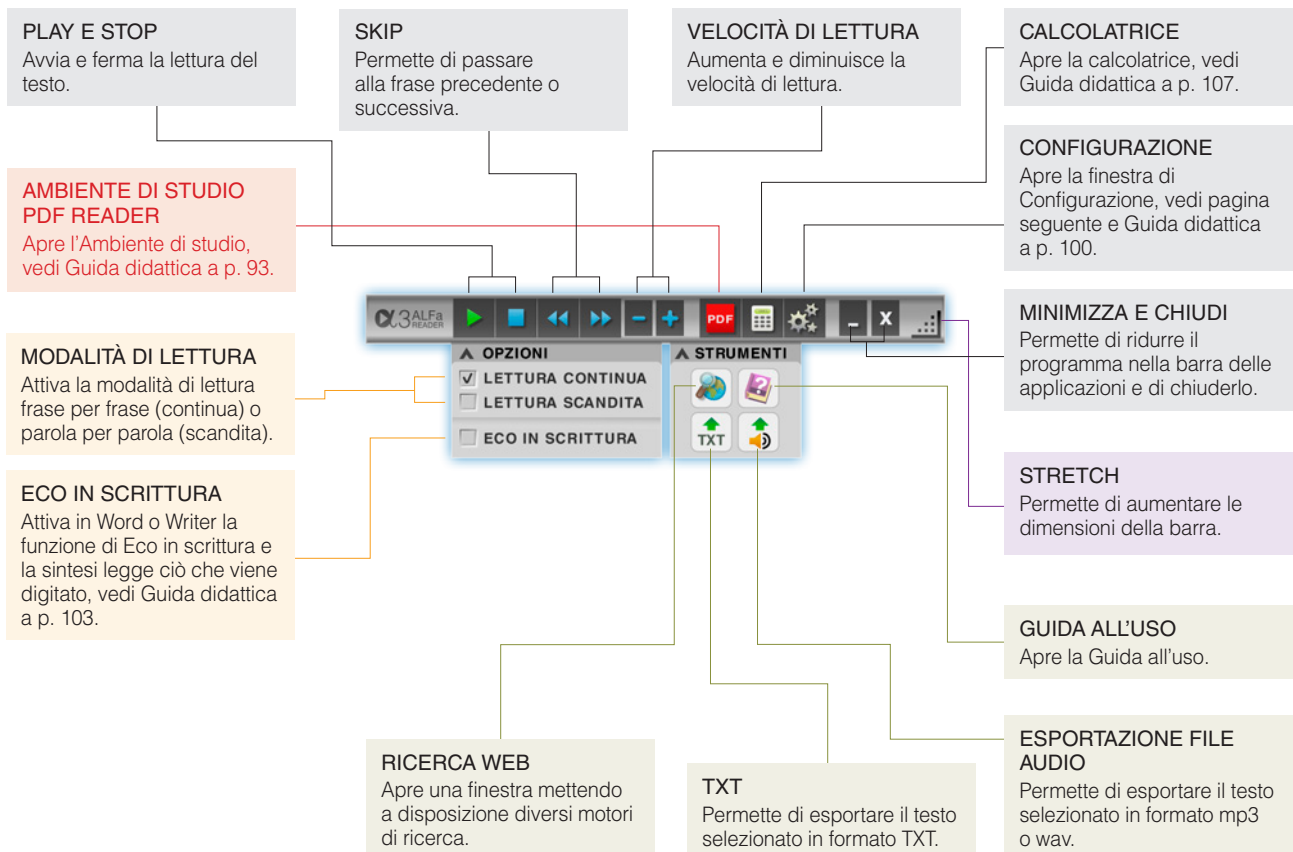 PLAY E STOP
Avvia e ferma la lettura del
testo.
SKIP
Permette di passare
alla frase precedente o
successiva.
VELOCITÀ DI LETTURA
Aumenta e diminuisce la
velocità di lettura.
CALCOLATRICE
Apre la calcolatrice, vedi
Guida didattica a p. 107.
AMBIENTE DI STUDIO
PDF READER
Apre l'Ambiente di studio,
vedi Guida didattica a p. 93.
CONFIGURAZIONE
Apre la finestra di
Configurazione, vedi pagina
seguente e Guida didattica
a p. 100.
α3 ALFa
READER
PDF
X
MINIMIZZA E CHIUDI
Permette di ridurre il
programma nella barra delle
applicazioni e di chiuderlo.
MODALITÀ DI LETTURA
Attiva la modalità di lettura
frase per frase (continua) o
parola per parola (scandita).
OPZIONI
LETTURA CONTINUA
LETTURA SCANDITA
ECO IN SCRITTURA
STRUMENTI
TXT
ECO IN SCRITTURA
Attiva in Word o Writer la
funzione di Eco in scrittura e
la sintesi legge ciò che viene
digitato, vedi Guida didattica
a p. 103.
STRETCH
Permette di aumentare le
dimensioni della barra.
GUIDA ALL'USO
Apre la Guida all'uso.
RICERCA WEB
Apre una finestra mettendo
a disposizione diversi motori
di ricerca.
TXT
Permette di esportare il testo
selezionato in formato TXT.
ESPORTAZIONE FILE
AUDIO
Permette di esportare il testo
selezionato in formato mp3
o wav.